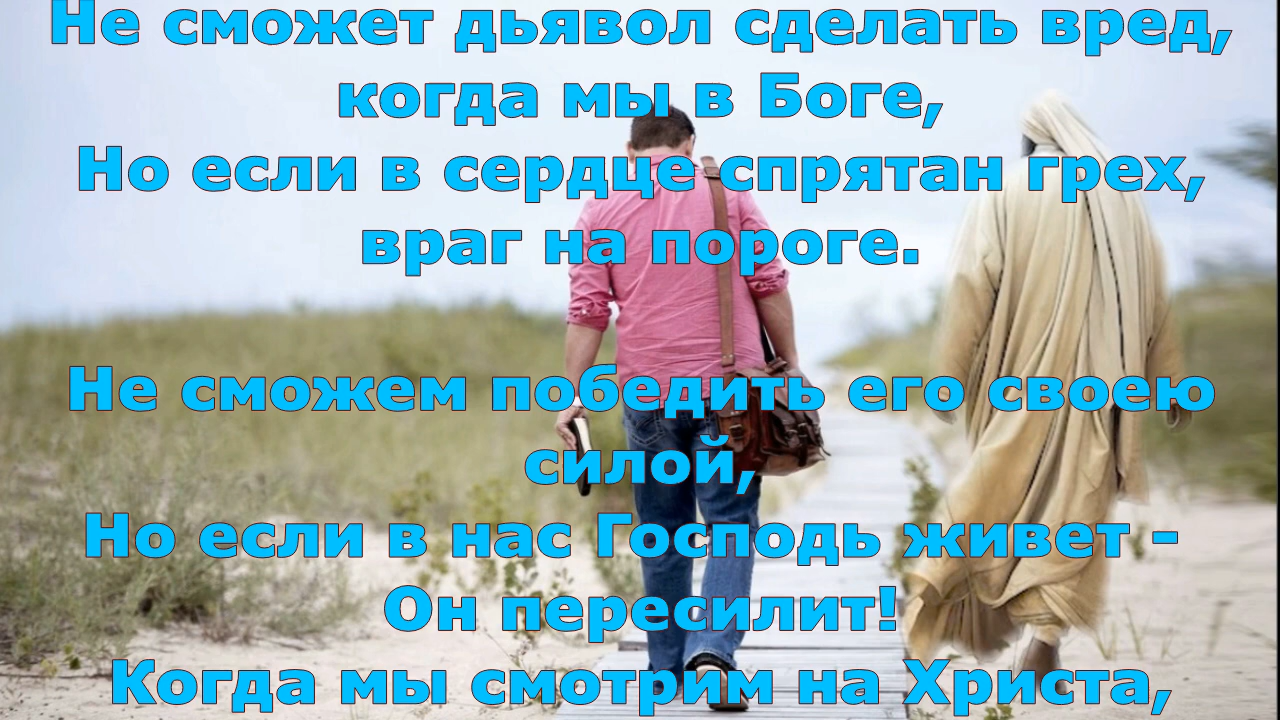 Не сможет дьявол сделать вред,
когда мы в Боге,
Но если в сердце спрятан грех,
враг на пороге.
Не сможем победить его своею
силой,
Но если в нас Господь живет -
Он пересилит!
Когда мы смотрим на Христа,